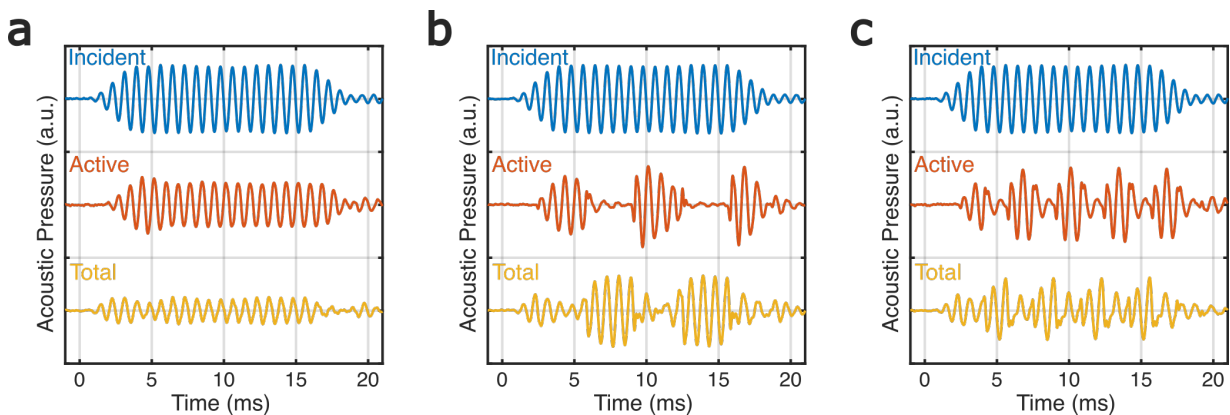 a
Incident
Active
Total
Acoustic Pressure (a.u.)
0 5 10 15 20
Time (ms)
b
Incident
Active
Total
Acoustic Pressure (a.u.)
0 5 10 15 20
Time (ms)
c
Incident
Active
Total
Acoustic Pressure (a.u.)
0 5 10 15 20
Time (ms)